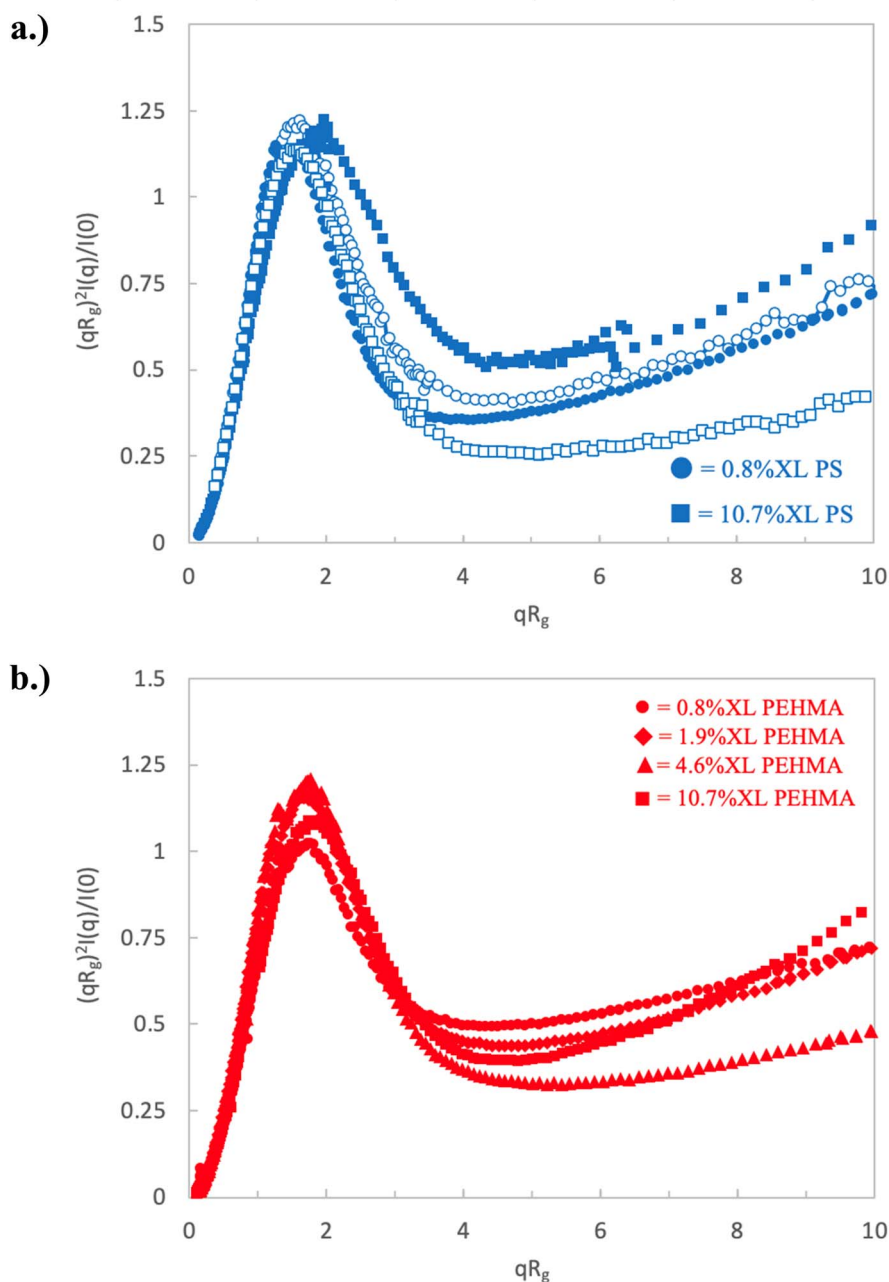 a.)
1.5
1.25
1
0.75
0.5
0.25
0
(qRg)²I(q)/I(0)
= 0.8%XL PS
= 10.7%XL PS
0 2 4 6 8 10
qRg
b.)
1.5
1.25
1
0.75
0.5
0.25
0
(qRg)²I(q)/I(0)
= 0.8%XL PEHMA
= 1.9%XL PEHMA
= 4.6%XL PEHMA
= 10.7%XL PEHMA
0 2 4 6 8 10
qRg